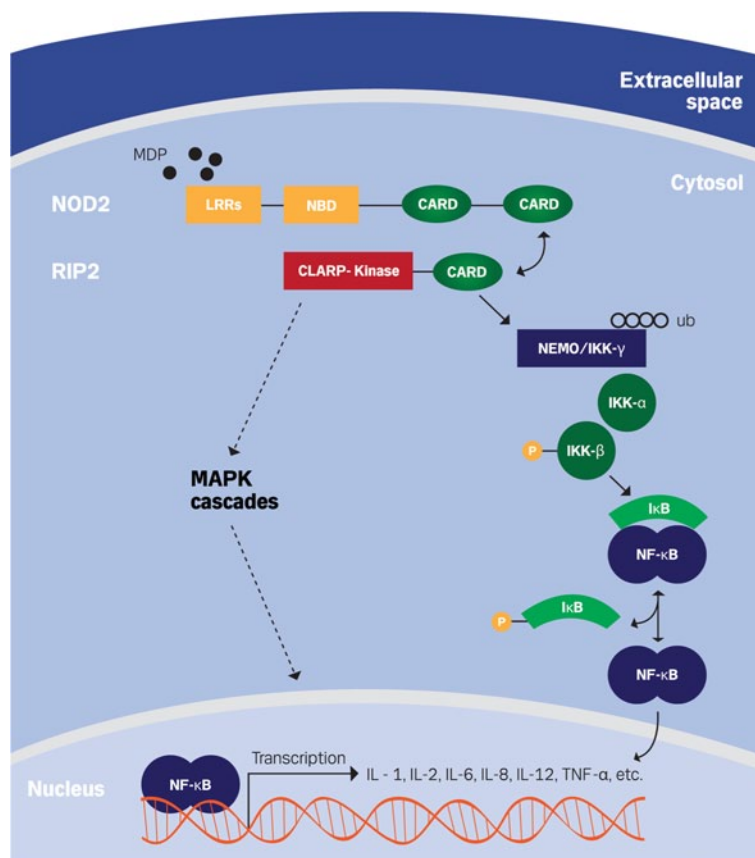 Extracellular
space
MDP
Cytosol
NOD2
LRRs
NBD
CARD
CARD
RIP2
CLARP- Kinase
CARD
ub
NEMO/IKK-γ
IKK-α
P
IKK-β
MAPK
cascades
IκB
NF-κB
P
IκB
NF-κB
Transcription
IL - 1, IL-2, IL-6, IL-8, IL-12, TNF-α, etc.
Nucleus
NF-κB